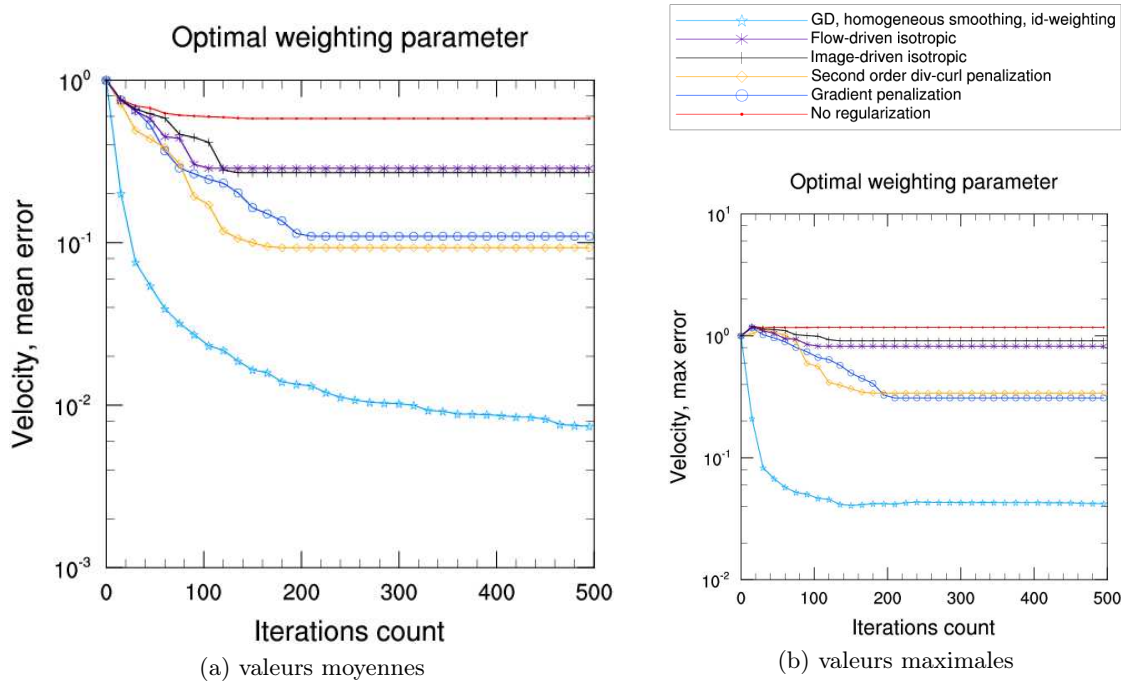 GD, homogeneous smoothing, id-weighting
Flow-driven isotropic
Image-driven isotropic
Second order div-curl penalization
Gradient penalization
No regularization
Optimal weighting parameter
10^0
10^-1
10^-2
10^-3
Velocity, mean error
0 100 200 300 400 500
Iterations count
(a) valeurs moyennes
Optimal weighting parameter
10^1
10^0
10^-1
10^-2
Velocity, max error
0 100 200 300 400 500
Iterations count
(b) valeurs maximales